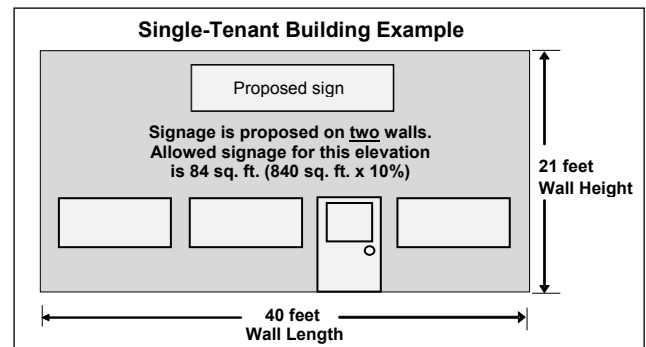 Single-Tenant Building Example
Proposed sign
Signage is proposed on two walls.
Allowed signage for this elevation
is 84 sq. ft. (840 sq. ft. x 10%)
21 feet
Wall Height
40 feet
Wall Length